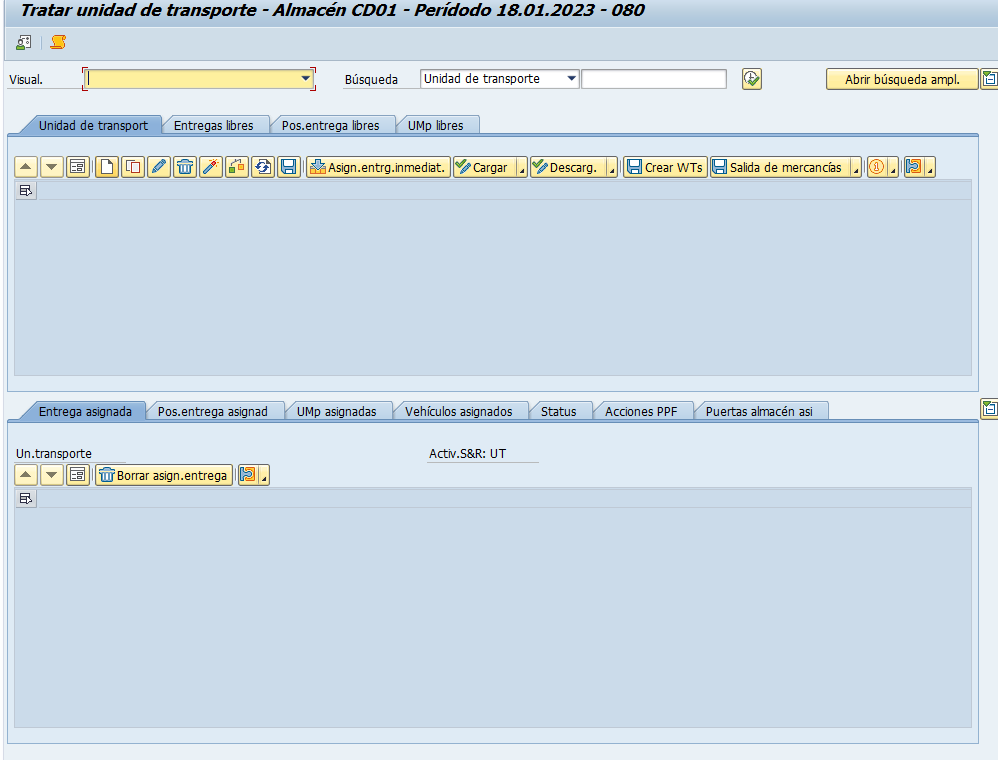 Tratar unidad de transporte - Almacén CD01 - Perídodo 18.01.2023 - 080
Visual. Búsqueda Unidad de transporte Abrir búsqueda ampl.
Unidad de transport Entregas libres Pos.entrega libres UMp libres
Asign.entrg.inmediat. Cargar Descarg. Crear WTs Salida de mercancías
Entrega asignada Pos.entrega asignad UMp asignadas Vehículos asignados Status Acciones PPF Puertas almacén asi
Un.transporte Activ.S&R: UT
Borrar asign.entrega